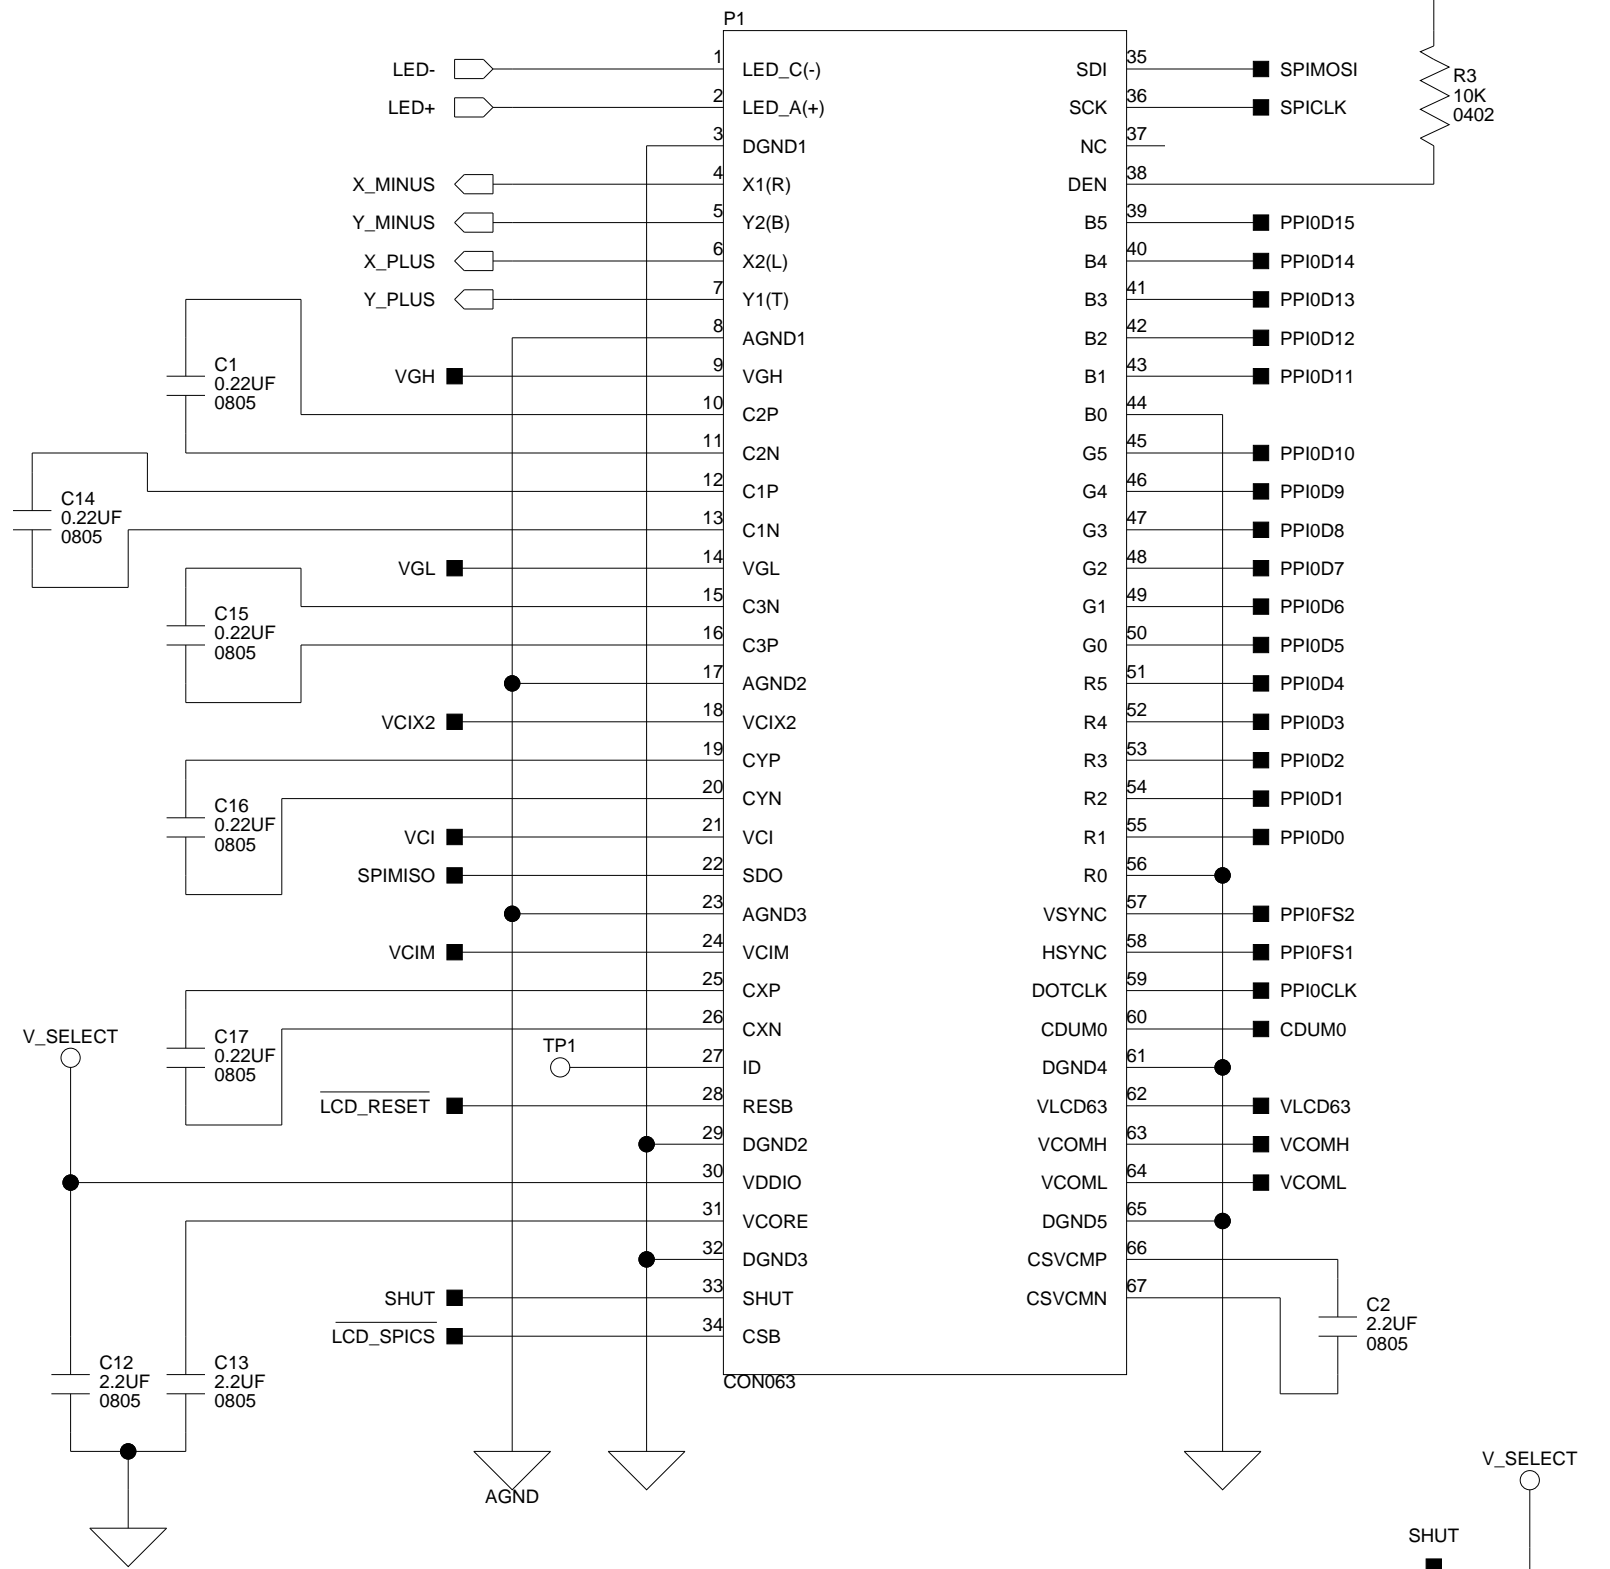 P1
LED- 1 LED_C(-) SDI 35 SPIMOSI
LED+ 2 LED_A(+) SCK 36 SPICLK
R3
10K
0402
3 DGND1 NC 37
X_MINUS 4 X1(R) DEN 38
Y_MINUS 5 Y2(B) B5 39 PPI0D15
X_PLUS 6 X2(L) B4 40 PPI0D14
Y_PLUS 7 Y1(T) B3 41 PPI0D13
8 AGND1 B2 42 PPI0D12
C1
0.22UF
0805
VGH 9 VGH B1 43 PPI0D11
10 C2P B0 44
11 C2N G5 45 PPI0D10
12 C1P G4 46 PPI0D9
C14
0.22UF
0805
13 C1N G3 47 PPI0D8
VGL 14 VGL G2 48 PPI0D7
15 C3N G1 49 PPI0D6
C15
0.22UF
0805
16 C3P G0 50 PPI0D5
17 AGND2 R5 51 PPI0D4
VCIX2 18 VCIX2 R4 52 PPI0D3
19 CYP R3 53 PPI0D2
20 CYN R2 54 PPI0D1
C16
0.22UF
0805
VCI 21 VCI R1 55 PPI0D0
SPIMISO 22 SDO R0 56
23 AGND3 VSYNC 57 PPI0FS2
VCIM 24 VCIM HSYNC 58 PPI0FS1
25 CXP DOTCLK 59 PPI0CLK
26 CXN CDUM0 60 CDUM0
V_SELECT
C17
0.22UF
0805
TP1
27 ID DGND4 61
LCD_RESET 28 RESB VLCD63 62 VLCD63
29 DGND2 VCOMH 63 VCOMH
30 VDDIO VCOML 64 VCOML
31 VCORE DGND5 65
32 DGND3 CSVCMP 66
SHUT 33 SHUT CSVCMN 67
LCD_SPICS 34 CSB
C2
2.2UF
0805
C12
2.2UF
0805
C13
2.2UF
0805
CON063
AGND
V_SELECT
SHUT